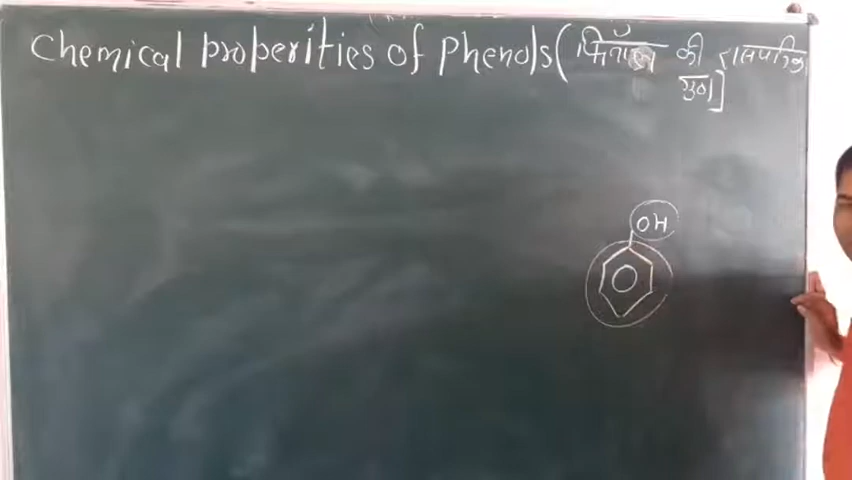 Chemical properities of Phenols (फिनॉल की रासायनिक
गुण]
OH